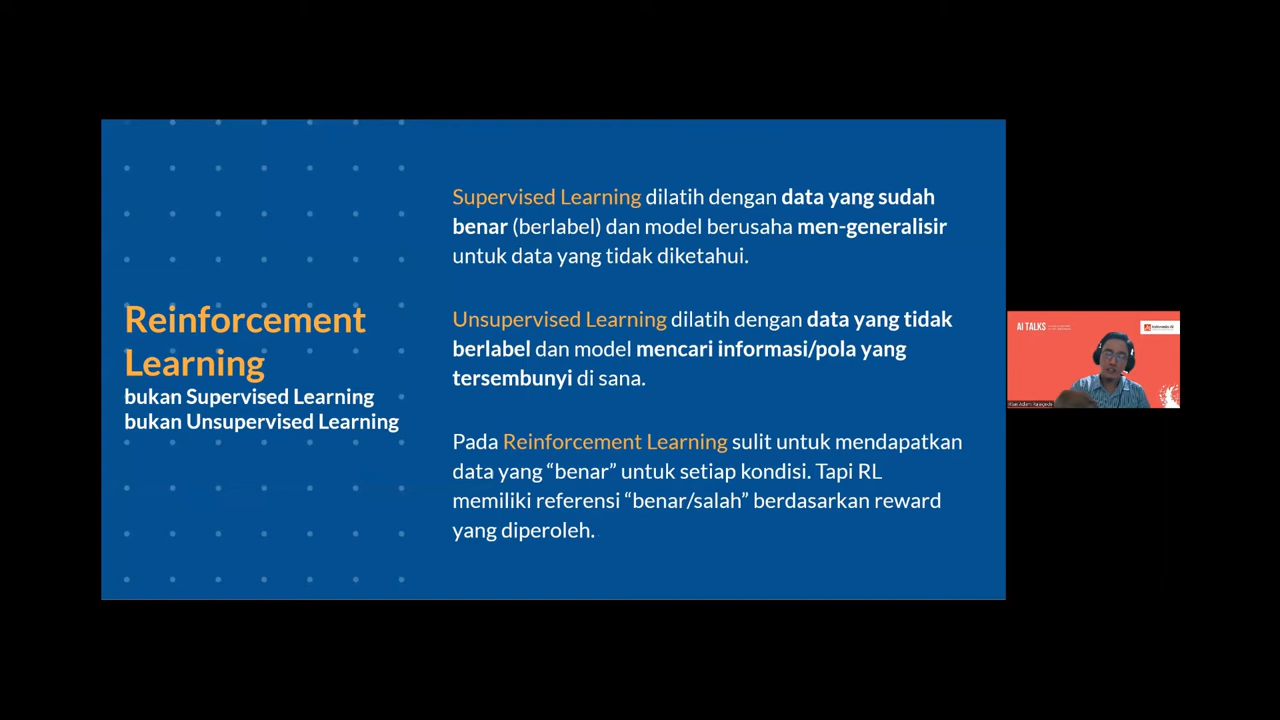 Reinforcement
Learning
bukan Supervised Learning
bukan Unsupervised Learning
Supervised Learning dilatih dengan data yang sudah
benar (berlabel) dan model berusaha men-generalisir
untuk data yang tidak diketahui.
Unsupervised Learning dilatih dengan data yang tidak
berlabel dan model mencari informasi/pola yang
tersembunyi di sana.
Pada Reinforcement Learning sulit untuk mendapatkan
data yang “benar” untuk setiap kondisi. Tapi RL
memiliki referensi “benar/salah” berdasarkan reward
yang diperoleh.
AI TALKS